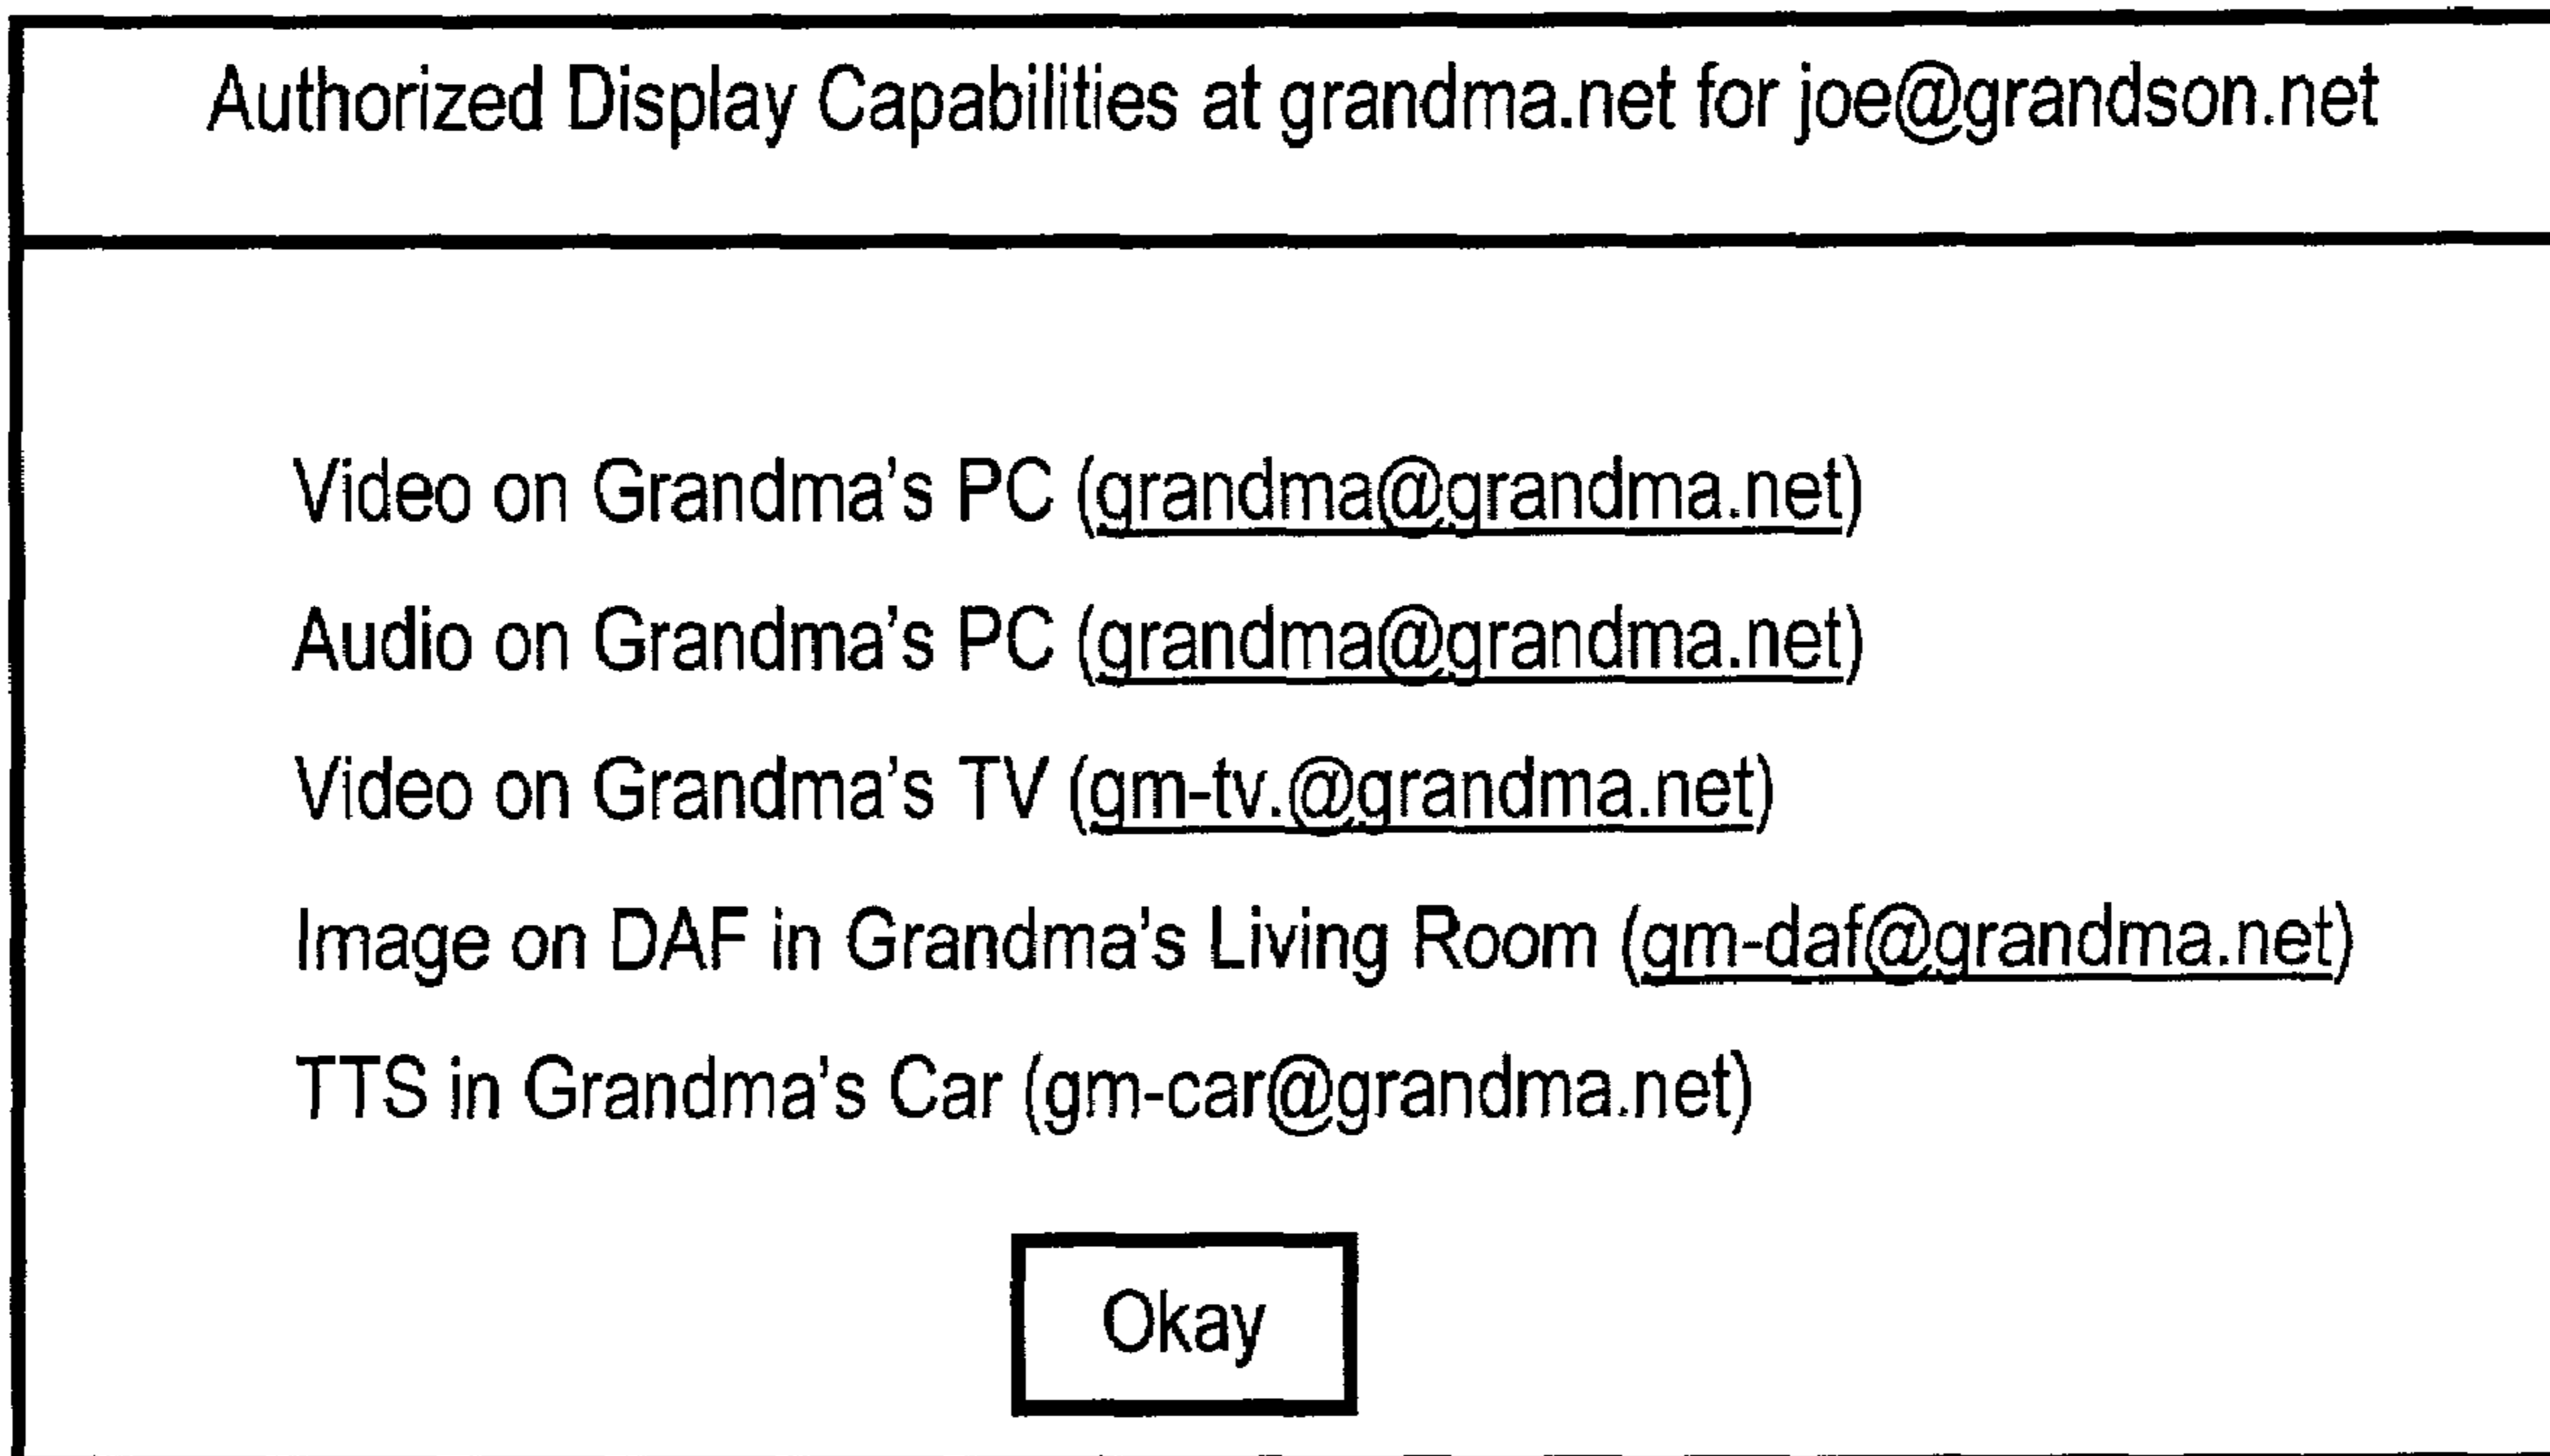 Authorized Display Capabilities at grandma.net for joe@grandson.net
Video on Grandma's PC (grandma@grandma.net)
Audio on Grandma's PC (grandma@grandma.net)
Video on Grandma's TV (gm-tv.@grandma.net)
Image on DAF in Grandma's Living Room (gm-daf@grandma.net)
TTS in Grandma's Car (gm-car@grandma.net)
Okay